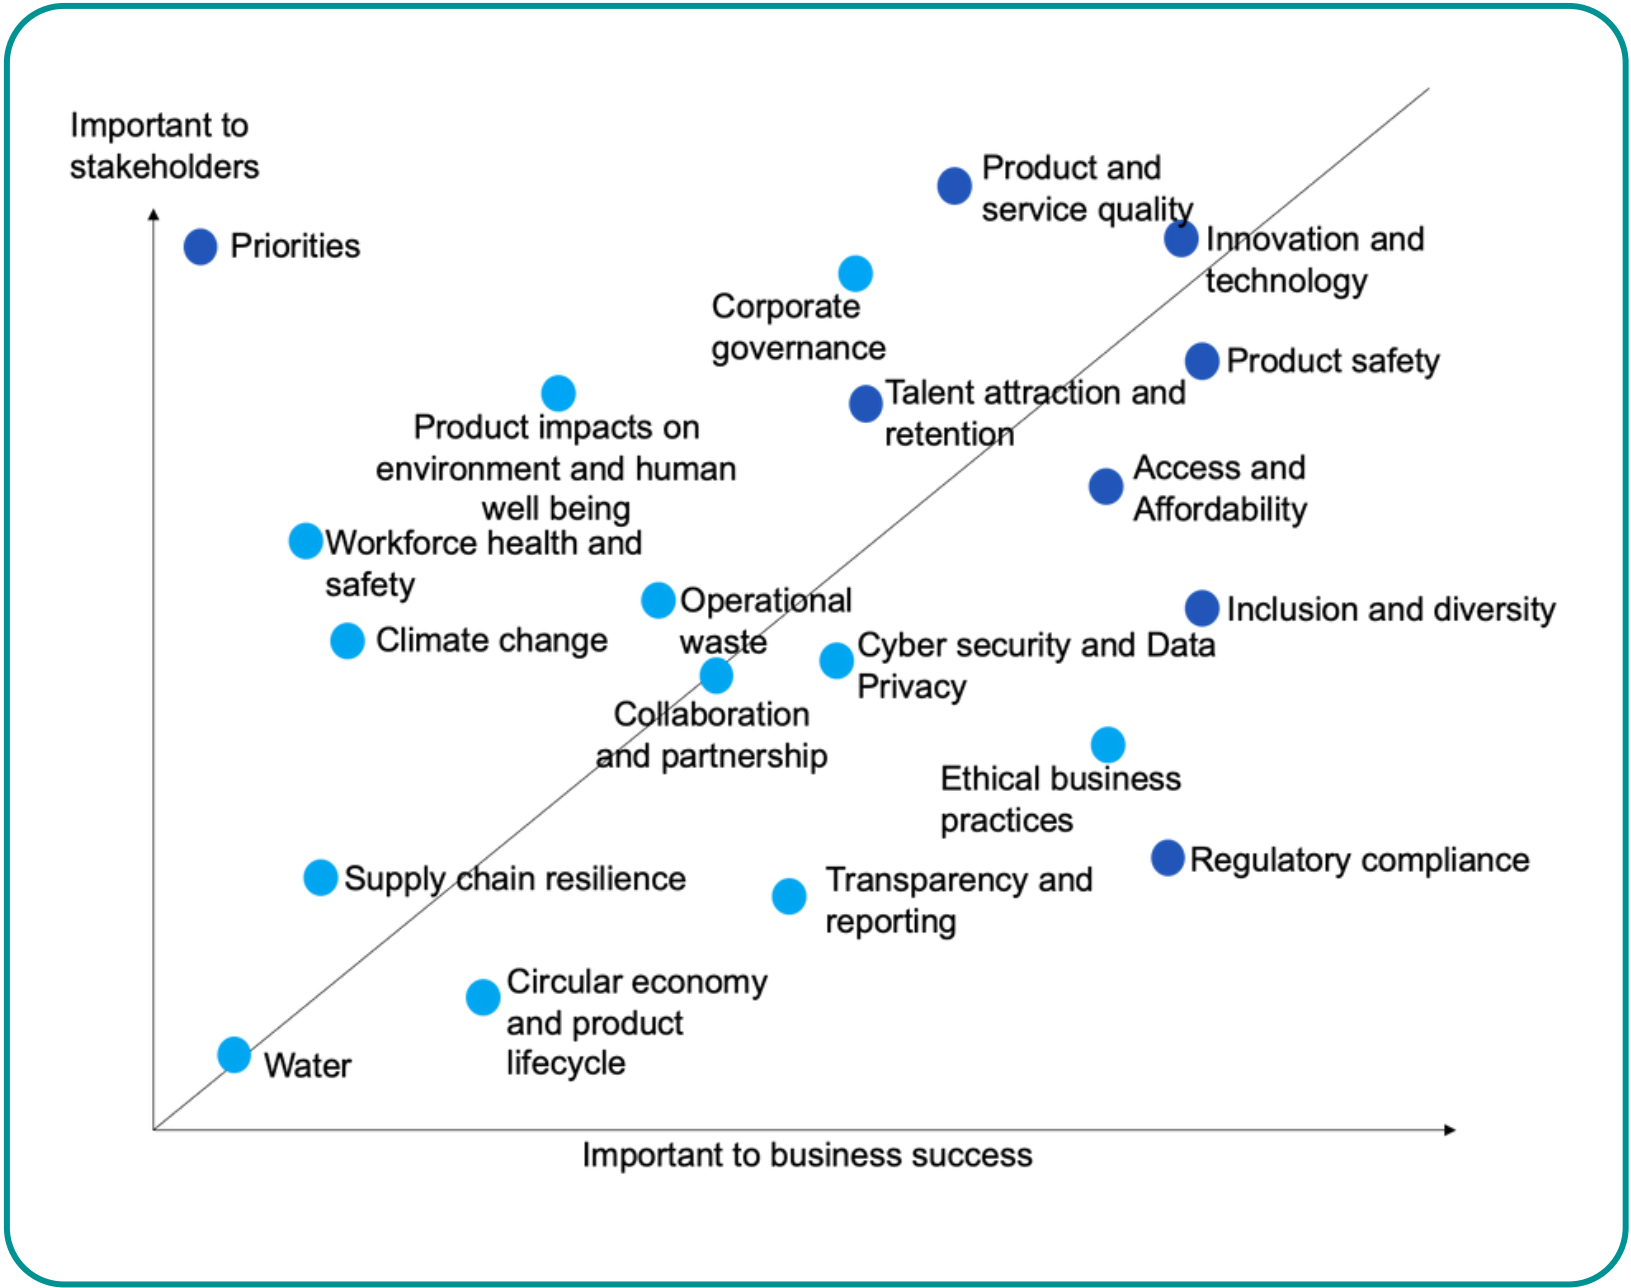 Important to
stakeholders
Priorities
Product and
service quality
Innovation and
technology
Corporate
governance
Product safety
Talent attraction and
retention
Product impacts on
environment and human
well being
Access and
Affordability
Workforce health and
safety
Operational
waste
Inclusion and diversity
Climate change
Cyber security and Data
Privacy
Collaboration
and partnership
Ethical business
practices
Regulatory compliance
Supply chain resilience
Transparency and
reporting
Circular economy
and product
lifecycle
Water
Important to business success